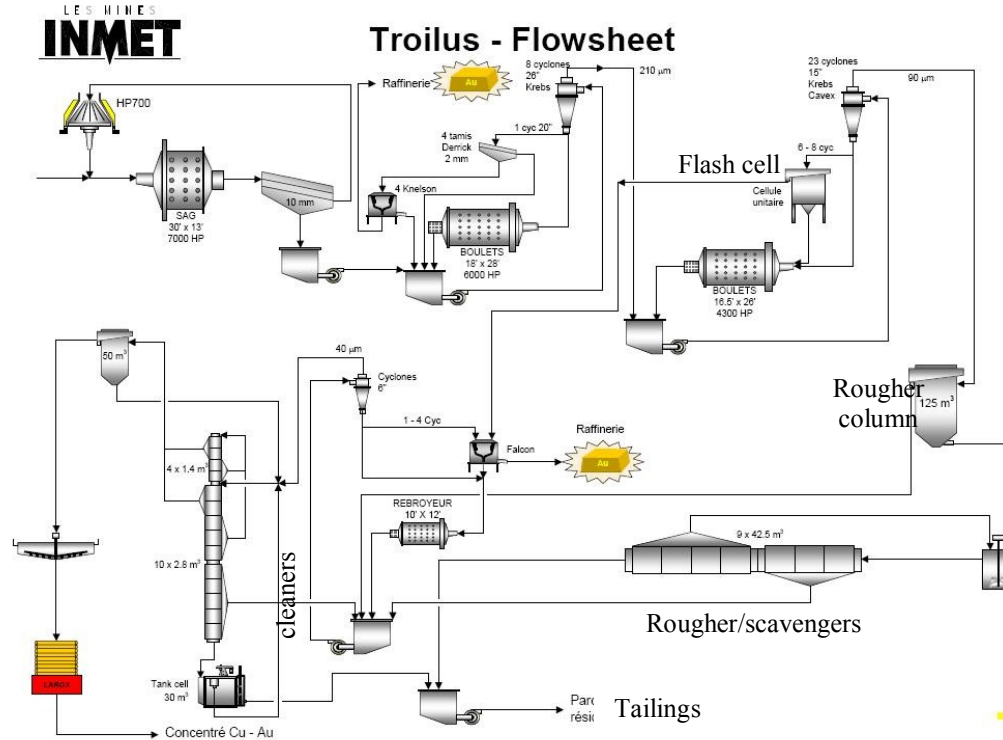 LES MINES
INMET
Troilus - Flowsheet
HP700
Raffinerie
Au
8 cyclones
26"
Krebs
210 µm
23 cyclones
15"
Krebs
Cavex
90 µm
1 cyc 20"
4 tamis
Derrick
2 mm
6 - 8 cyc
Flash cell
Cellule
unitaire
4 Knelson
10 mm
SAG
30' x 13'
7000 HP
BOULETS
18' x 28'
6000 HP
BOULETS
16.5' x 26'
4300 HP
50 m³
40 µm
Cyclones
6"
Rougher
column
125 m³
1 - 4 Cyc
Raffinerie
Au
Falcon
4 x 1.4 m³
REBROYEUR
10' X 12'
9 x 42.5 m³
10 x 2.8 m³
cleaners
Rougher/scavengers
LAROX
Tank cell
30 m³
Parc
résid
Tailings
Concentré Cu - Au